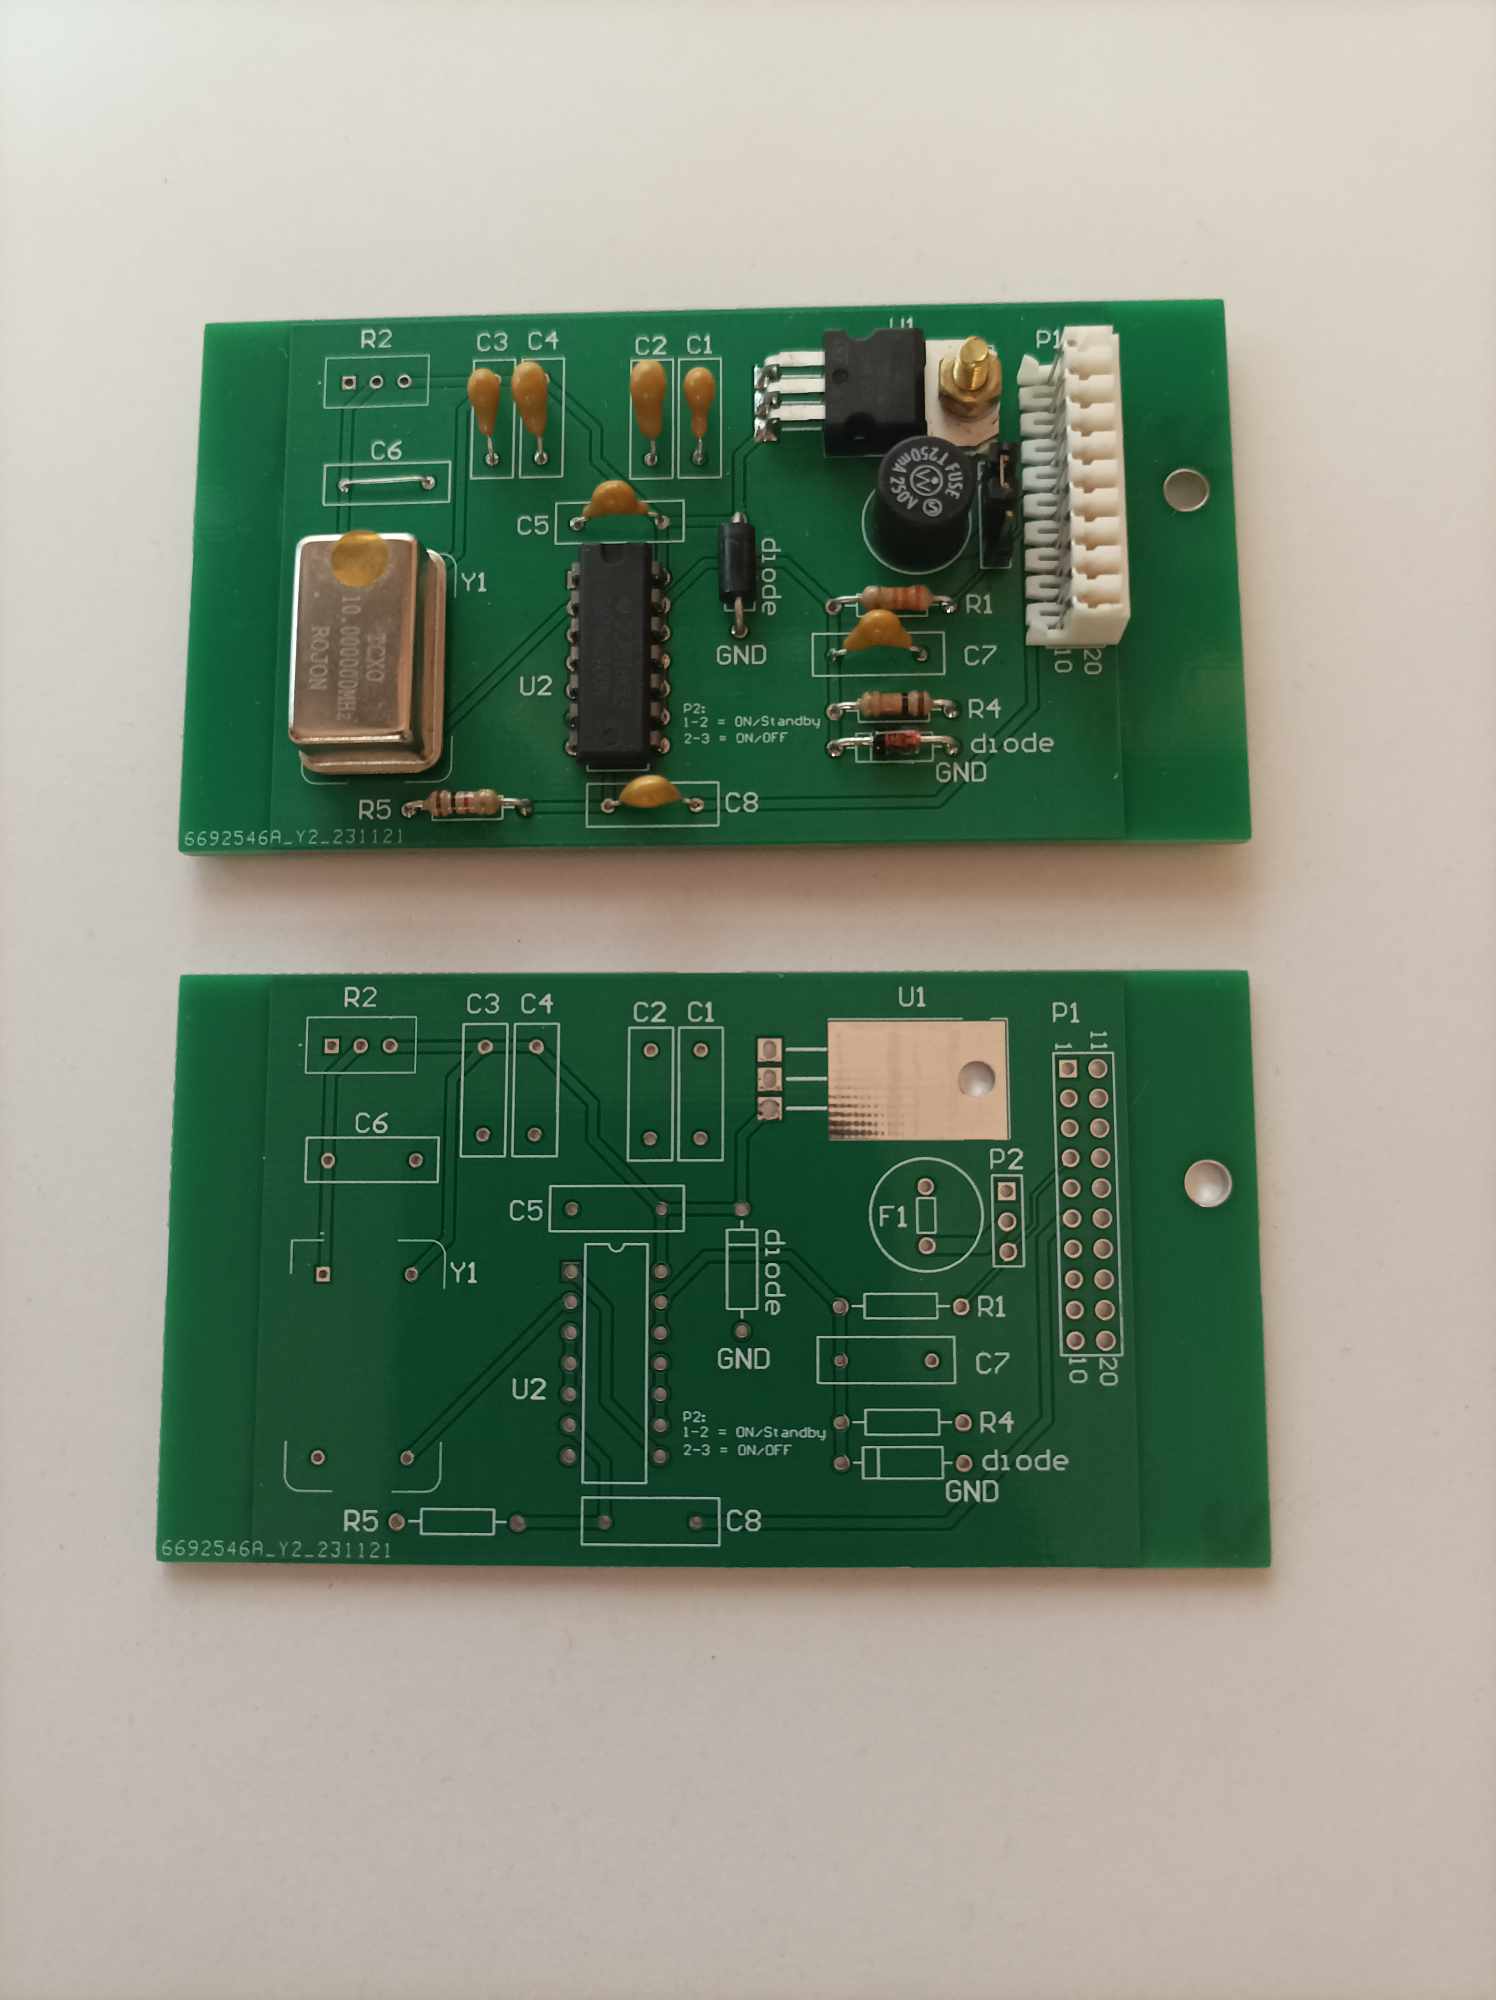 R2
C3
C4
C2
C1
U1
P1
C6
FUSE
T250mA 250V
W
C5
Y1
TCXO
10.000000MHz
ROJON
diode
R1
GND
C7
10
20
U2
P2:
1-2 = ON/Standby
2-3 = ON/OFF
R4
diode
GND
R5
C8
6692546A_Y2_231121
R2
C3
C4
C2
C1
U1
P1
1
11
C6
P2
C5
F1
diode
Y1
R1
GND
C7
10
20
U2
P2:
1-2 = ON/Standby
2-3 = ON/OFF
R4
diode
GND
R5
C8
6692546A_Y2_231121